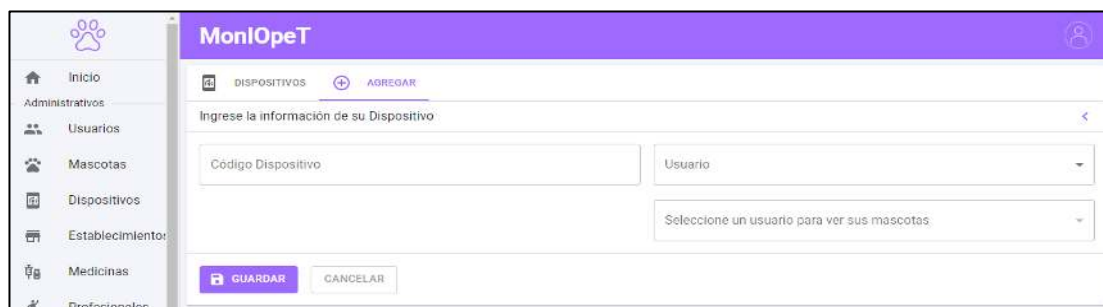 MonIOpeT
Inicio
Administrativos
Usuarios
Mascotas
Dispositivos
Establecimientos
Medicinas
Profesionales
DISPOSITIVOS AGREGAR
Ingrese la información de su Dispositivo
Código Dispositivo
Usuario
Seleccione un usuario para ver sus mascotas
GUARDAR CANCELAR